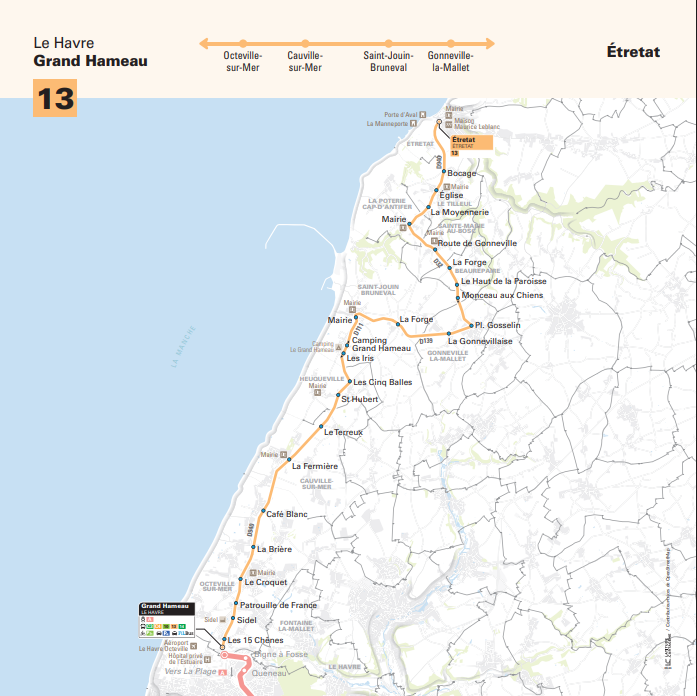 Le Havre
Grand Hameau
13
Octeville-
sur-Mer
Cauville-
sur-Mer
Saint-Jouin-
Bruneval
Gonneville-
la-Mallet
Étretat
Porte d'Aval
La Manneporte
Mairie
Maison
Maurice Leblanc
ÉTRETAT
Étretat
ÉTRETAT
13
D940
Bocage
Mairie
Église
LE TILLEUL
LA POTERIE
CAP-D'ANTIFER
La Moyennerie
Mairie
SAINTE-MARIE
AU-BOSC
Mairie
Route de Gonneville
D32
La Forge
BEAUREPAIRE
Le Haut de la Paroisse
Monceau aux Chiens
SAINT-JOUIN
BRUNEVAL
Mairie
Mairie
La Forge
Pl. Gosselin
D111
D139
La Gonnevillaise
GONNEVILLE
LA-MALLET
Camping
Le Grand Hameau
Camping
Grand Hameau
Les Iris
LA MANCHE
HEUQUEVILLE
Mairie
Les Cinq Balles
St Hubert
Le Terreux
Mairie
La Fermière
CAUVILLE-
SUR-MER
Café Blanc
D940
La Brière
Mairie
OCTEVILLE
SUR-MER
Le Croquet
Patrouille de France
Grand Hameau
LE HAVRE
Sidel
Sidel
FONTAINE
LA-MALLET
Les 15 Chênes
Aéroport
Le Havre Octeville
Hôpital privé
de l'Estuaire
Bigne à Fosse
Vers La Plage
Queneau
LE HAVRE